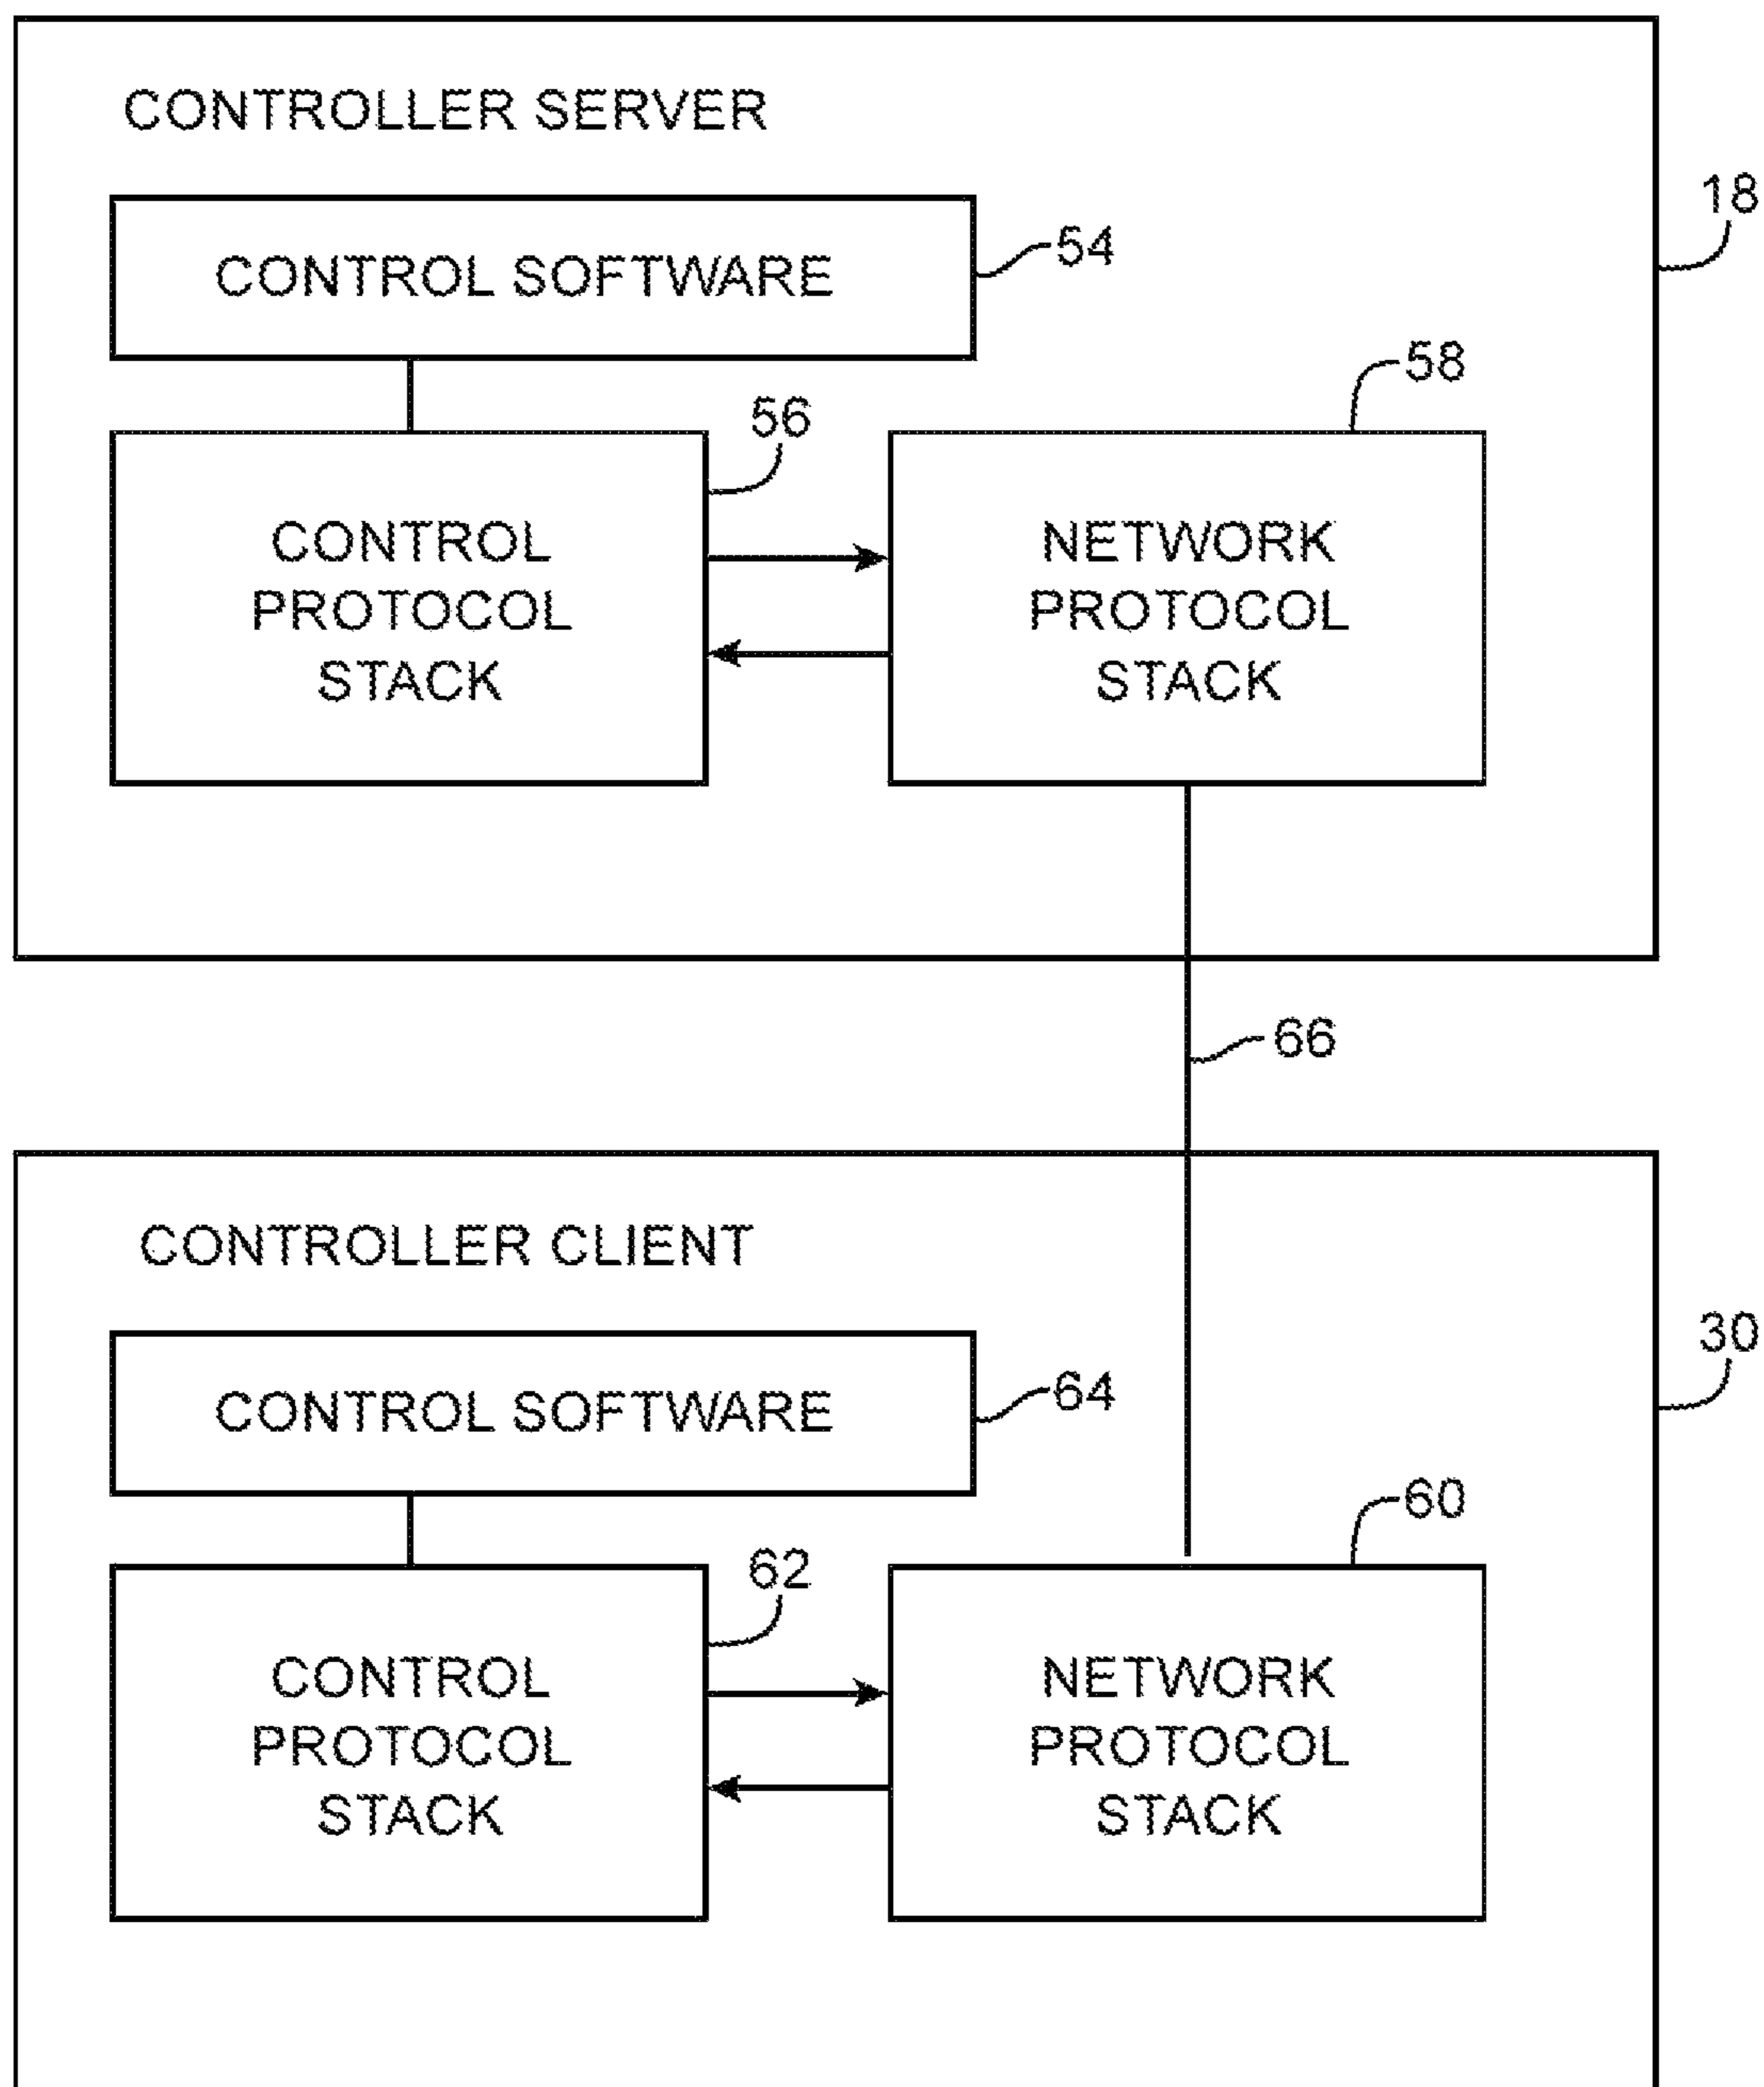 CONTROLLER SERVER
18
CONTROL SOFTWARE
54
58
56
CONTROL
PROTOCOL
STACK
NETWORK
PROTOCOL
STACK
66
CONTROLLER CLIENT
30
CONTROL SOFTWARE
64
60
62
CONTROL
PROTOCOL
STACK
NETWORK
PROTOCOL
STACK